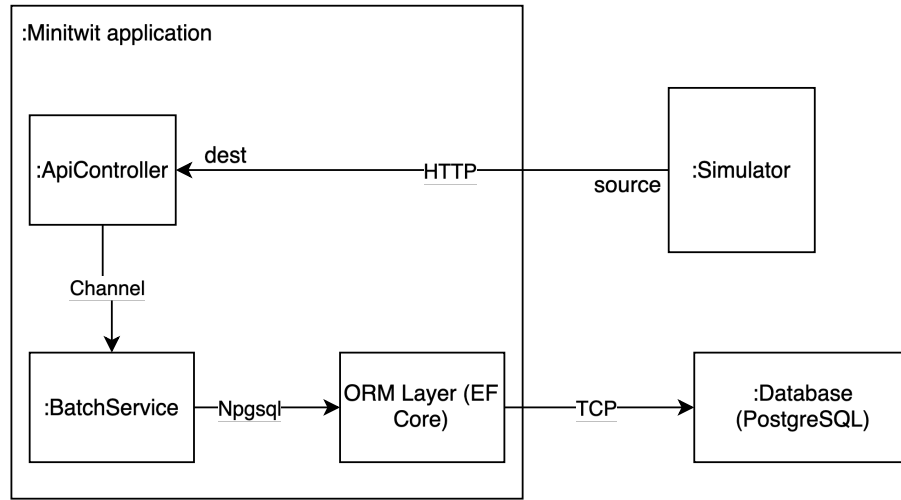 :Minitwit application
:ApiController
dest
HTTP
source
:Simulator
Channel
:BatchService
Npgsql
ORM Layer (EF
Core)
TCP
:Database
(PostgreSQL)